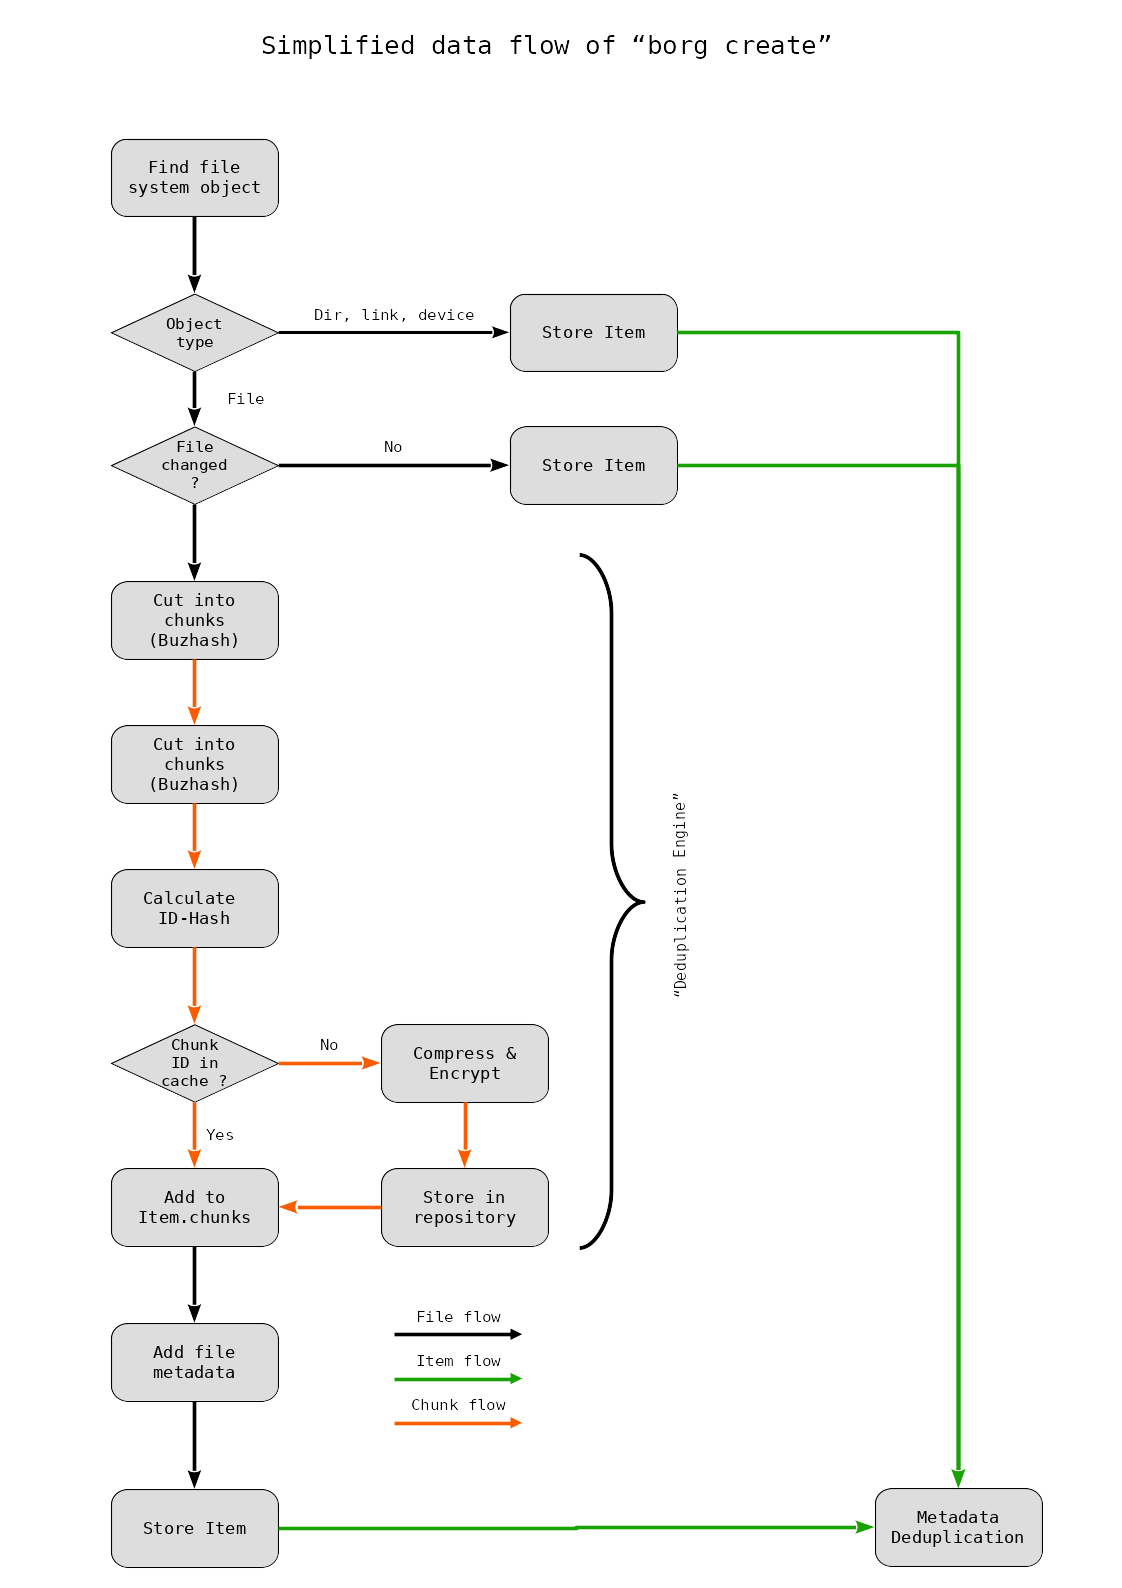 Simplified data flow of “borg create”
Find file
system object
Object
type
Dir, link, device
Store Item
File
File
changed
?
No
Store Item
Cut into
chunks
(Buzhash)
Cut into
chunks
(Buzhash)
Calculate
ID-Hash
“Deduplication Engine”
Chunk
ID in
cache ?
No
Compress &
Encrypt
Yes
Add to
Item.chunks
Store in
repository
File flow
Item flow
Chunk flow
Add file
metadata
Store Item
Metadata
Deduplication